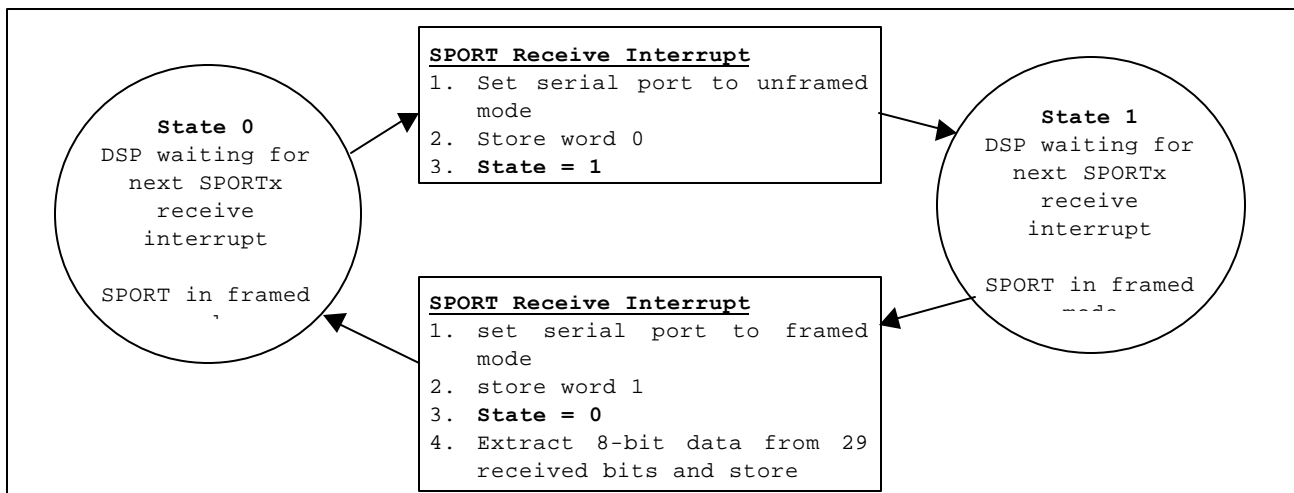 SPORT Receive Interrupt
1. Set serial port to unframed
mode
2. Store word 0
3. State = 1
State 0
DSP waiting for
next SPORTx
receive
interrupt
SPORT in framed
State 1
DSP waiting for
next SPORTx
receive
interrupt
SPORT in framed
mode
SPORT Receive Interrupt
1. set serial port to framed
mode
2. store word 1
3. State = 0
4. Extract 8-bit data from 29
received bits and store